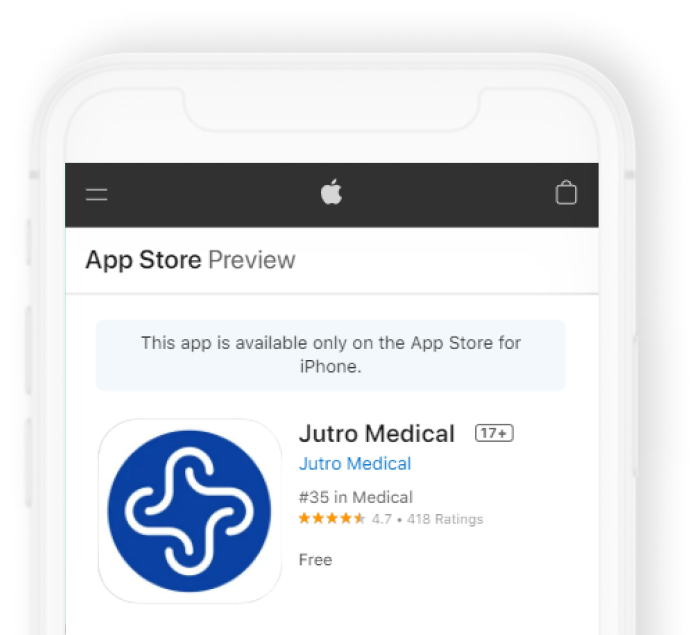 App Store Preview
This app is available only on the App Store for
iPhone.
Jutro Medical 17+
Jutro Medical
#35 in Medical
★★★★★ 4.7 • 418 Ratings
Free